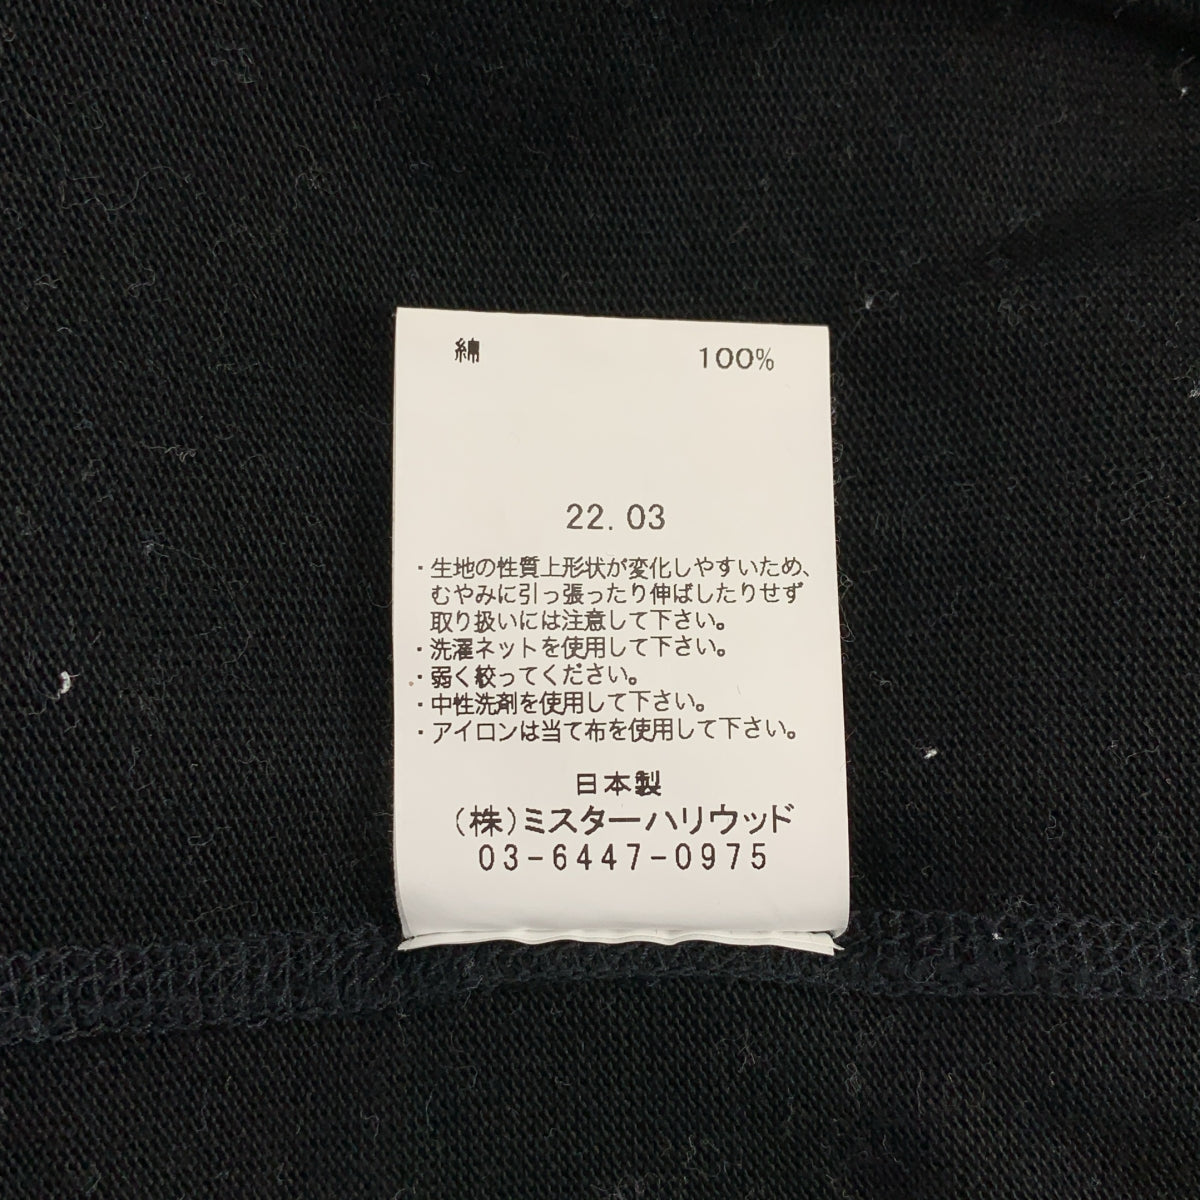 綿 100%
22.03
・生地の性質上形状が変化しやすいため、
むやみに引っ張ったり伸ばしたりせず
取り扱いには注意して下さい。
・洗濯ネットを使用して下さい。
・弱く絞ってください。
・中性洗剤を使用して下さい。
・アイロンは当て布を使用して下さい。
日本製
(株)ミスターハリウッド
03-6447-0975